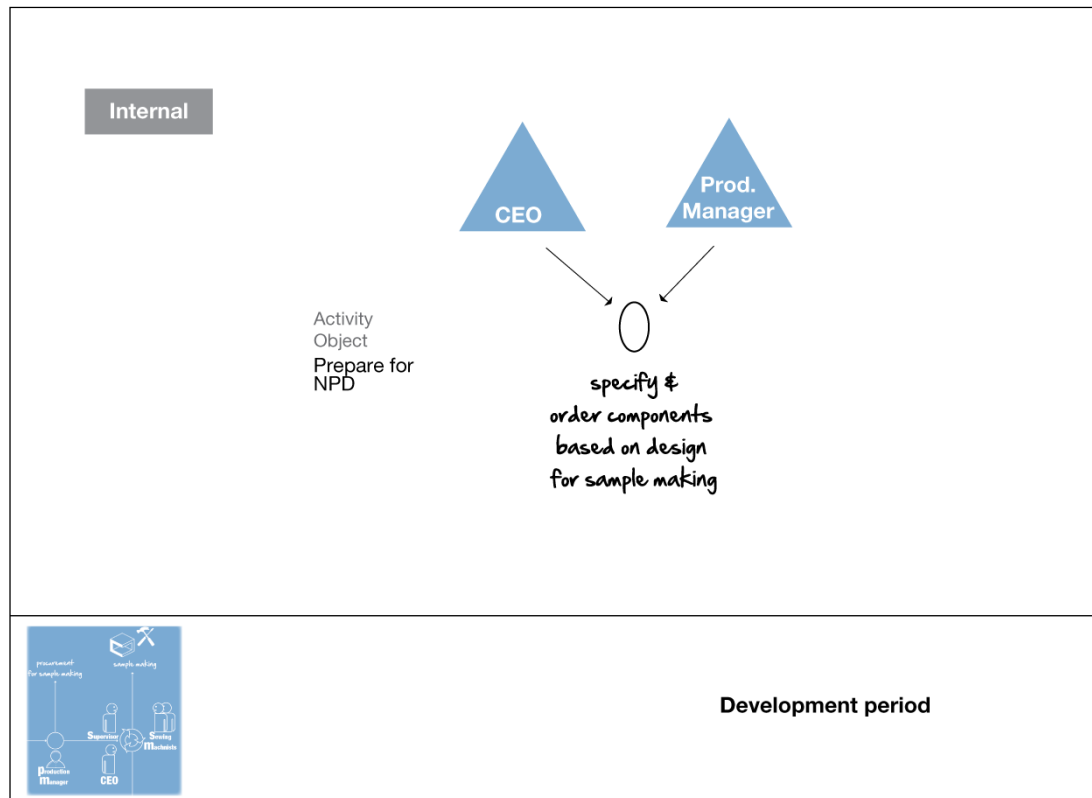 Internal
CEO
Prod.
Manager
Activity
Object
Prepare for
NPD
specify &
order components
based on design
for sample making
procurement
for sample making
sample making
Supervisor
Sewing
Machinists
Production
Manager
CEO
Development period